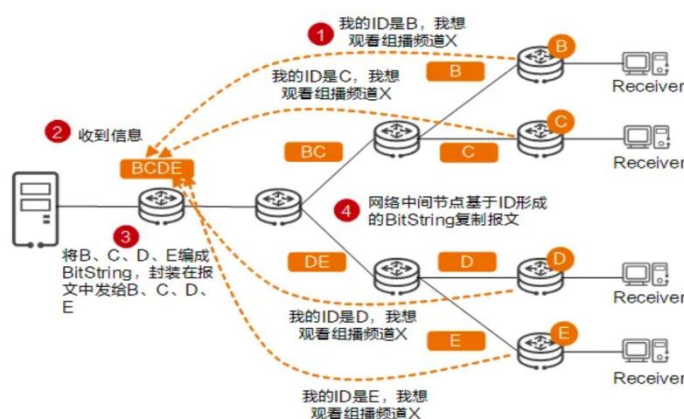 1
我的ID是B，我想
观看组播频道X
B
B
Receiver
我的ID是C，我想
观看组播频道X
C
C
Receiver
2
收到信息
BCDE
BC
3
将B、C、D、E编成
BitString，封装在报
文中发给B、C、D、
E
4
网络中间节点基于ID形成
的BitString复制报文
DE
D
D
Receiver
我的ID是D，我想
观看组播频道X
E
E
Receiver
我的ID是E，我想
观看组播频道X